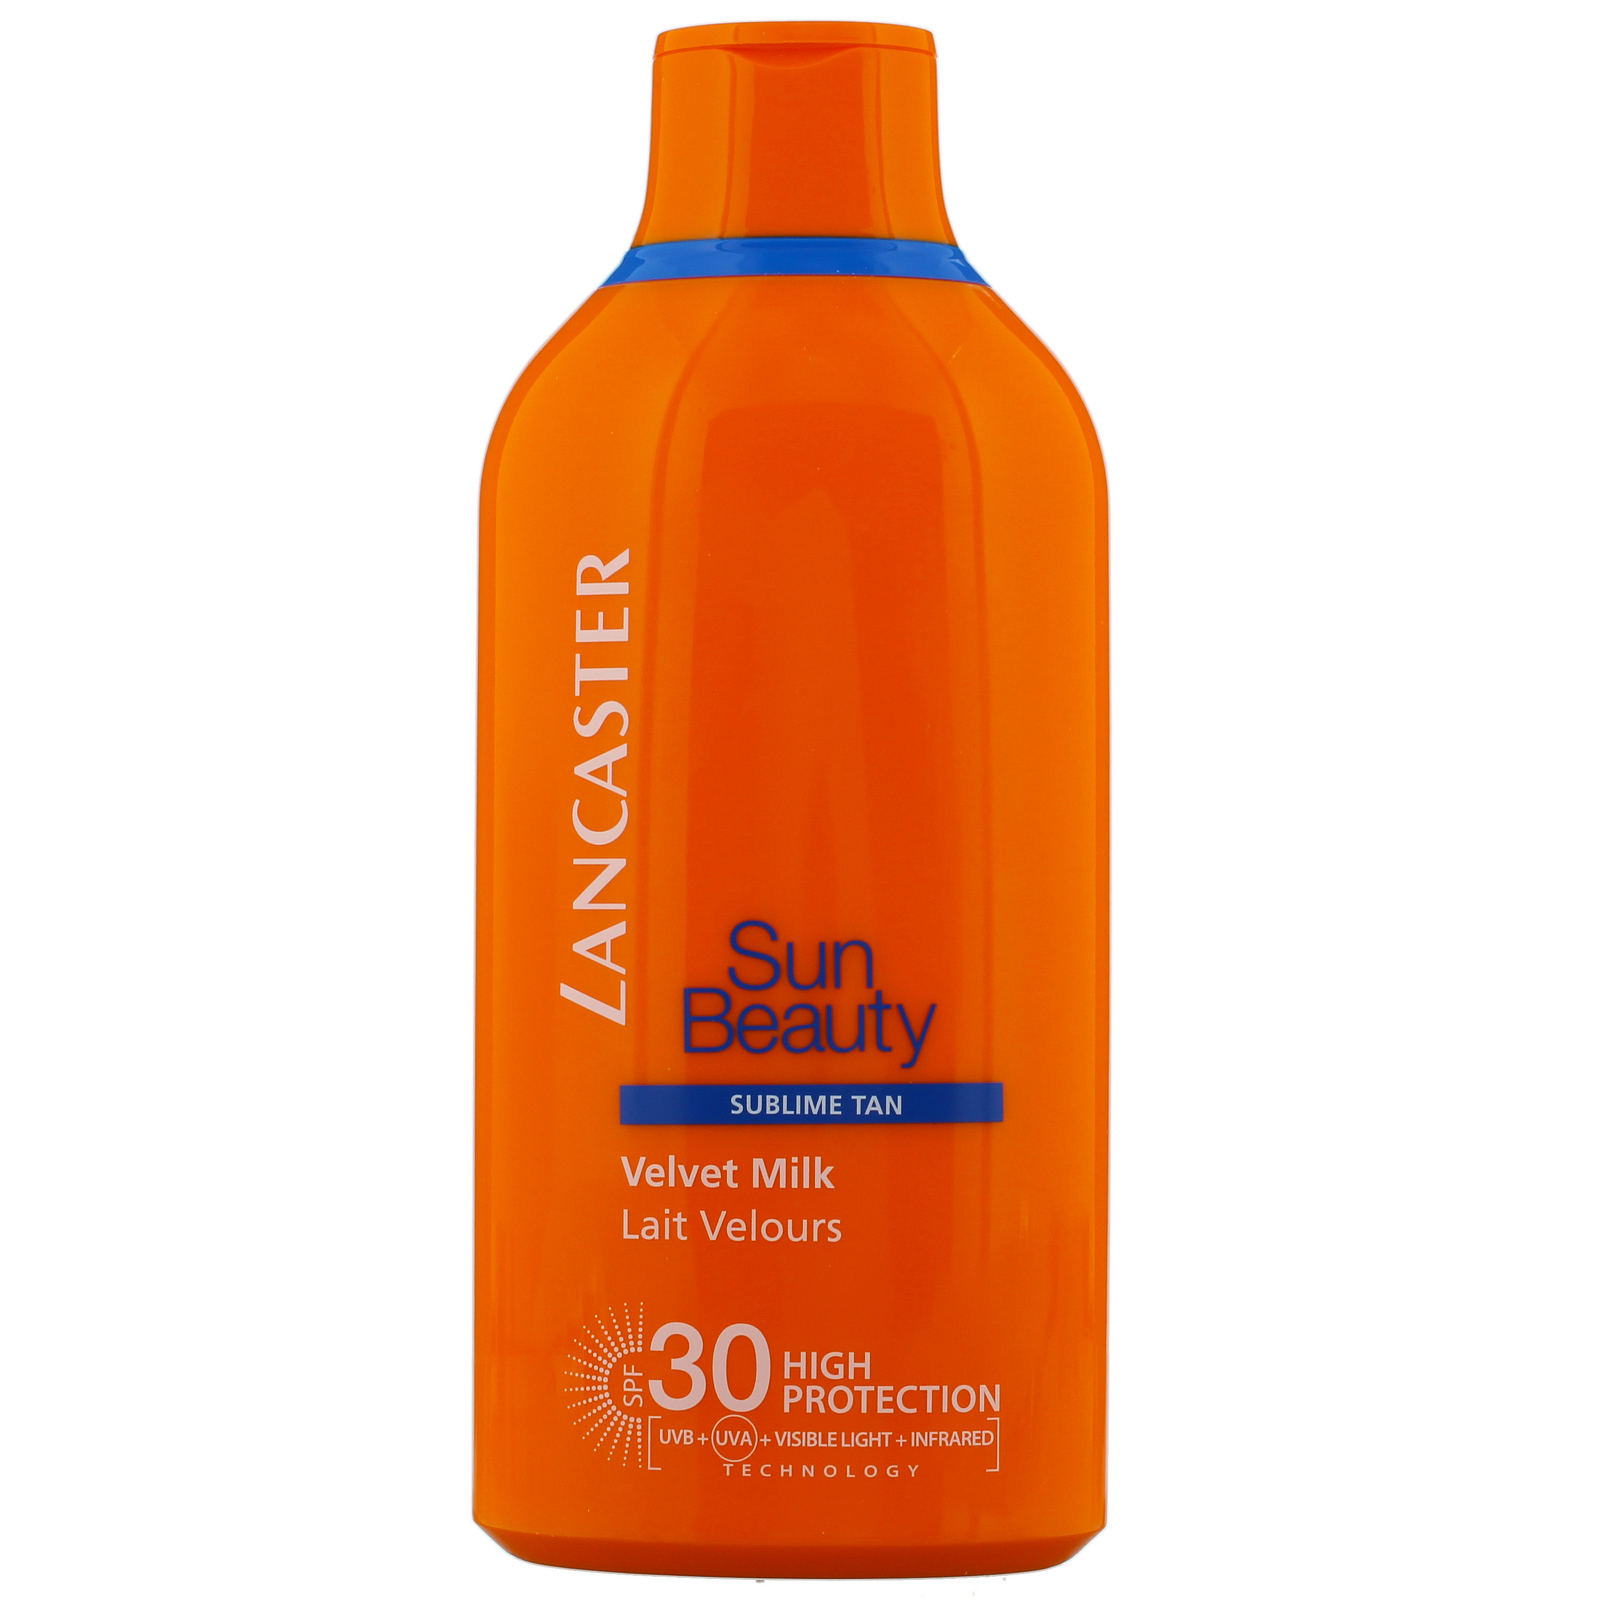 LANCASTER
Sun
Beauty
SUBLIME TAN
Velvet Milk
Lait Velours
SPF 30 HIGH
PROTECTION
UVB + UVA + VISIBLE LIGHT + INFRARED
TECHNOLOGY